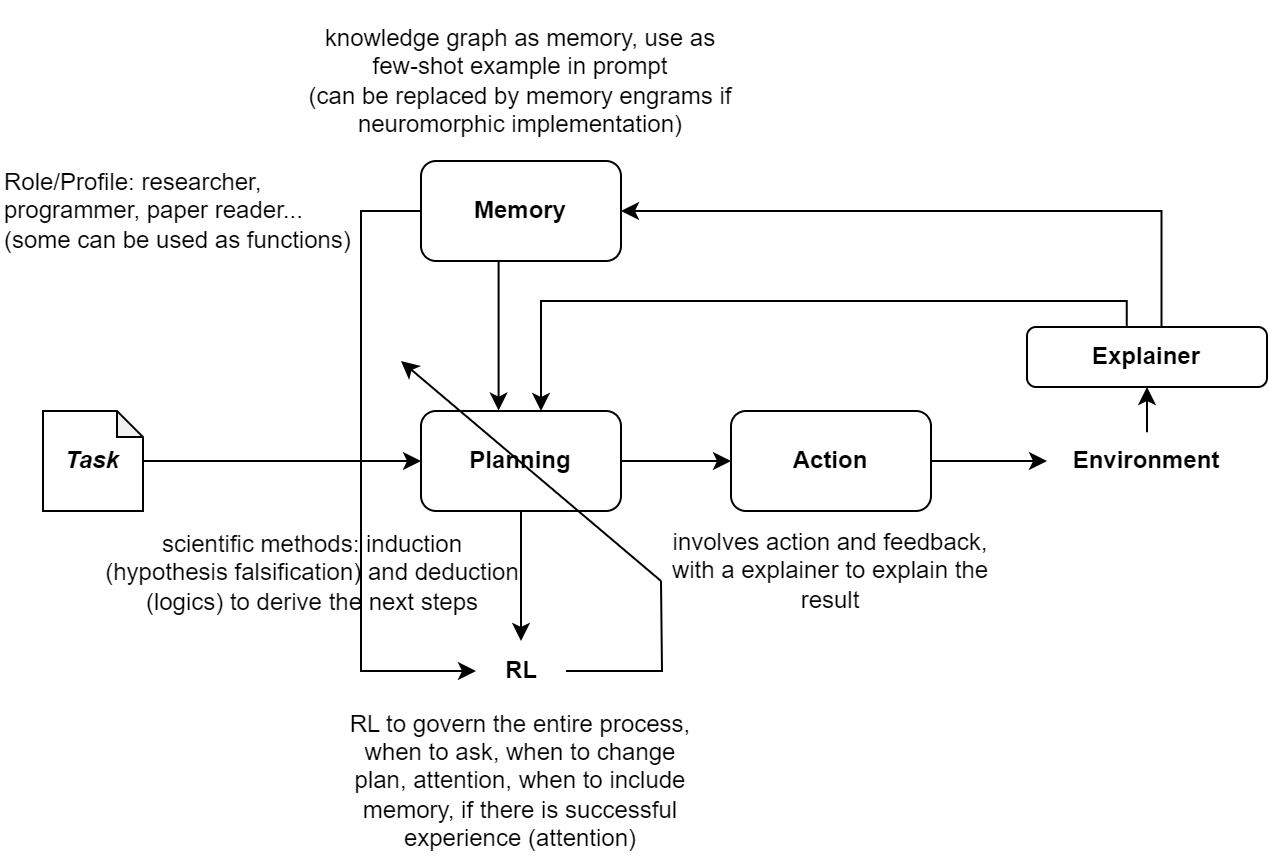 knowledge graph as memory, use as
few-shot example in prompt
(can be replaced by memory engrams if
neuromorphic implementation)
Role/Profile: researcher,
programmer, paper reader...
(some can be used as functions)
Memory
Explainer
Task
Planning
Action
Environment
scientific methods: induction
(hypothesis falsification) and deduction
(logics) to derive the next steps
involves action and feedback,
with a explainer to explain the
result
RL
RL to govern the entire process,
when to ask, when to change
plan, attention, when to include
memory, if there is successful
experience (attention)